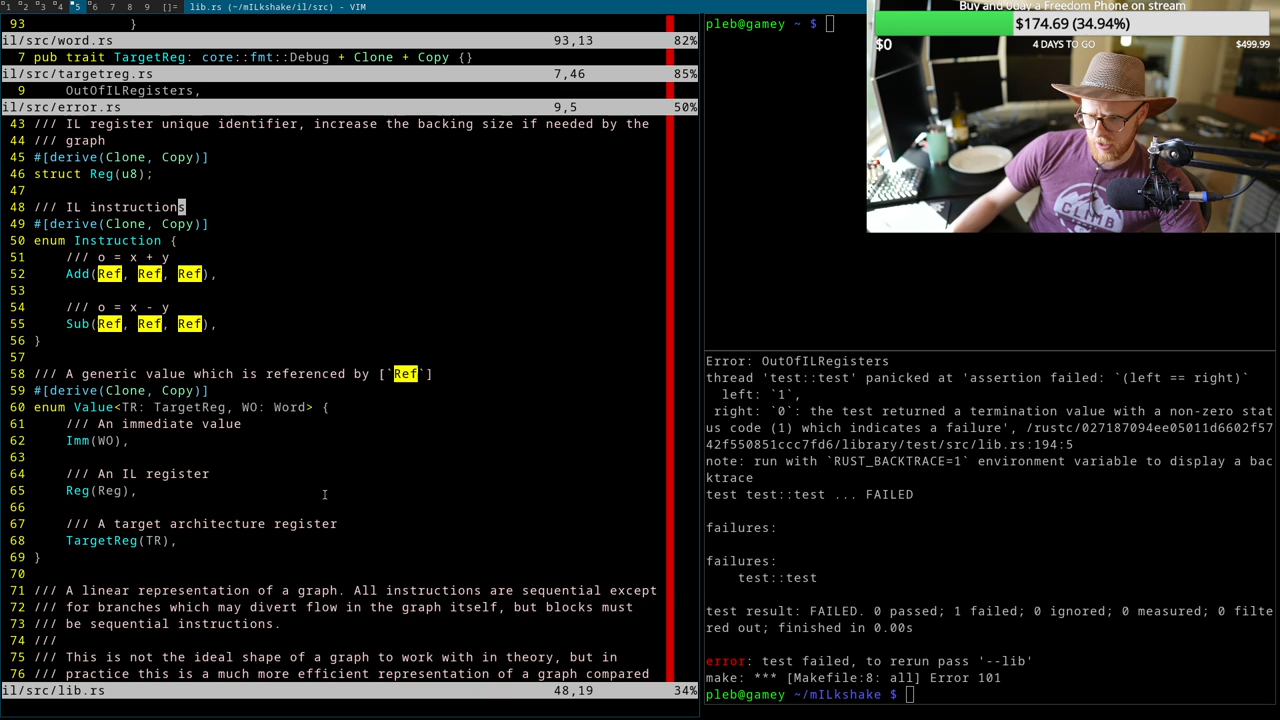 1 2 3 4 5 6 7 8 9 []= lib.rs (~/mILkshake/il/src) - VIM
93 }
il/src/word.rs 93,13 82%
7 pub trait TargetReg: core::fmt::Debug + Clone + Copy {}
il/src/targetreg.rs 7,46 85%
9 OutOfILRegisters,
il/src/error.rs 9,5 50%
43 /// IL register unique identifier, increase the backing size if needed by the
44 /// graph
45 #[derive(Clone, Copy)]
46 struct Reg(u8);
47
48 /// IL instructions
49 #[derive(Clone, Copy)]
50 enum Instruction {
51 /// o = x + y
52 Add(Ref, Ref, Ref),
53
54 /// o = x - y
55 Sub(Ref, Ref, Ref),
56 }
57
58 /// A generic value which is referenced by [`Ref`]
59 #[derive(Clone, Copy)]
60 enum Value<TR: TargetReg, WO: Word> {
61 /// An immediate value
62 Imm(WO),
63
64 /// An IL register
65 Reg(Reg),
66
67 /// A target architecture register
68 TargetReg(TR),
69 }
70
71 /// A linear representation of a graph. All instructions are sequential except
72 /// for branches which may divert flow in the graph itself, but blocks must
73 /// be sequential instructions.
74 ///
75 /// This is not the ideal shape of a graph to work with in theory, but in
76 /// practice this is a much more efficient representation of a graph compared
il/src/lib.rs 48,19 34%
pleb@gamey ~ $
Buy and 0day a Freedom Phone on stream
$174.69 (34.94%)
$0 4 DAYS TO GO $499.99
CLIMB
Error: OutOfILRegisters
thread 'test::test' panicked at 'assertion failed: `(left == right)`
left: `1`,
right: `0`: the test returned a termination value with a non-zero stat
us code (1) which indicates a failure', /rustc/027187094ee05011d6602f57
42f550851ccc7fd6/library/test/src/lib.rs:194:5
note: run with `RUST_BACKTRACE=1` environment variable to display a bac
ktrace
test test::test ... FAILED
failures:
failures:
test::test
test result: FAILED. 0 passed; 1 failed; 0 ignored; 0 measured; 0 filte
red out; finished in 0.00s
error: test failed, to rerun pass '--lib'
make: *** [Makefile:8: all] Error 101
pleb@gamey ~/mILkshake $